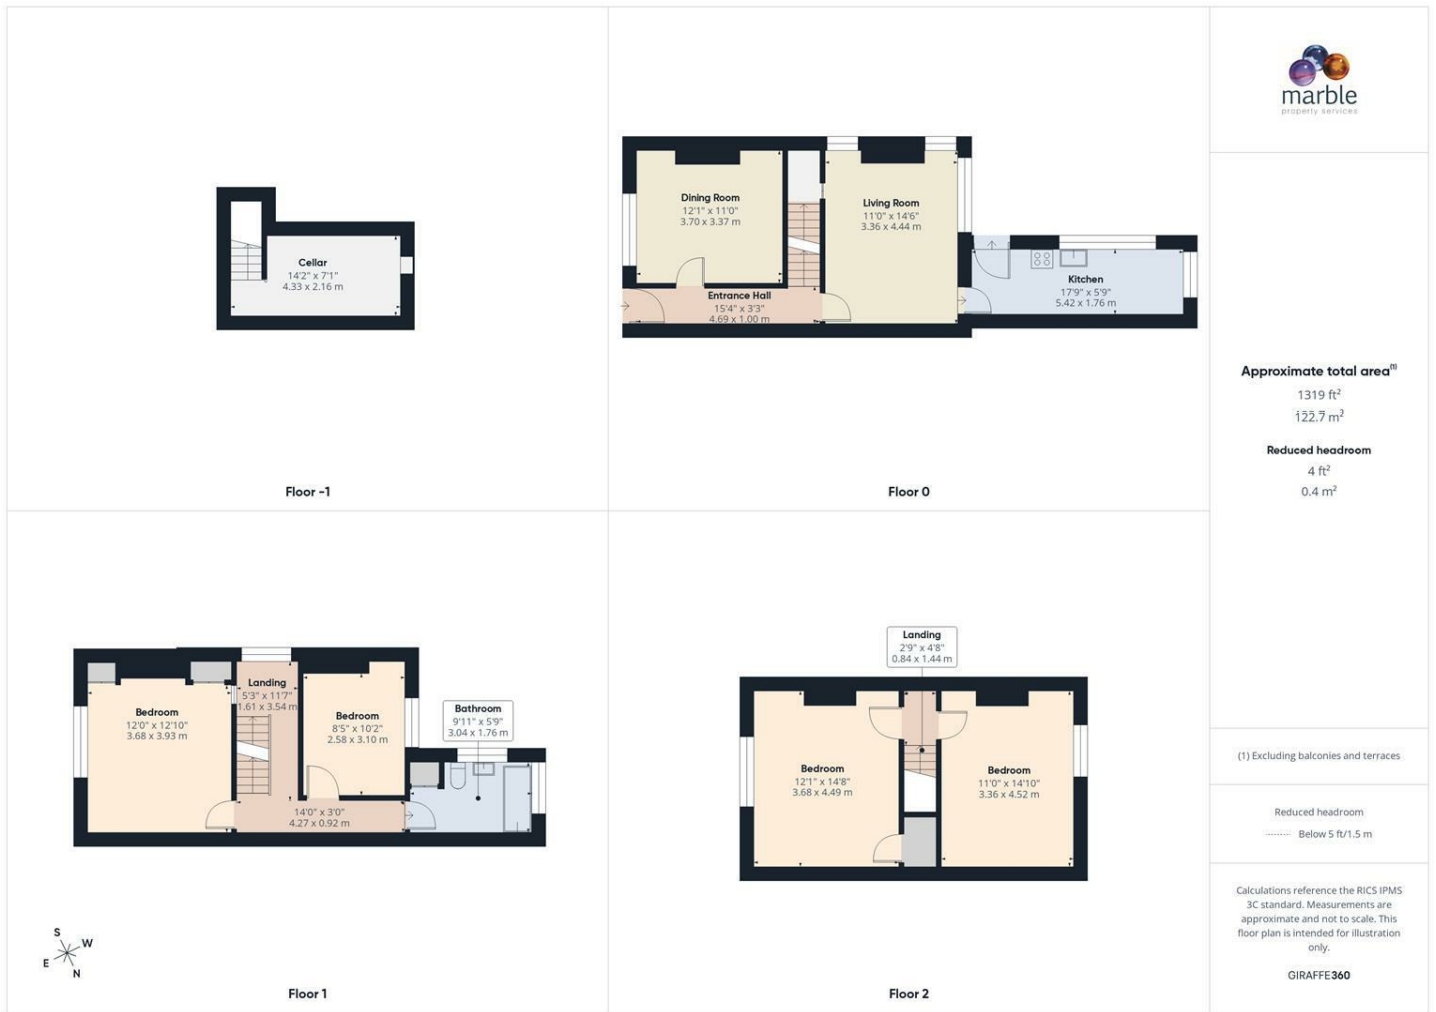 Cellar
14'2" x 7'1"
4.33 x 2.16 m
Floor -1
Dining Room
12'1" x 11'0"
3.70 x 3.37 m
Living Room
11'0" x 14'6"
3.36 x 4.44 m
Kitchen
17'9" x 5'9"
5.42 x 1.76 m
Entrance Hall
15'4" x 3'3"
4.69 x 1.00 m
Floor 0
Landing
5'3" x 11'7"
1.61 x 3.54 m
Bedroom
12'0" x 12'10"
3.68 x 3.93 m
Bedroom
8'5" x 10'2"
2.58 x 3.10 m
Bathroom
9'11" x 5'9"
3.04 x 1.76 m
14'0" x 3'0"
4.27 x 0.92 m
S
W
E
N
Floor 1
Landing
2'9" x 4'8"
0.84 x 1.44 m
Bedroom
12'1" x 14'8"
3.68 x 4.49 m
Bedroom
11'0" x 14'10"
3.36 x 4.52 m
Floor 2
marble
property services
Approximate total area(1)
1319 ft²
122.7 m²
Reduced headroom
4 ft²
0.4 m²
(1) Excluding balconies and terraces
Reduced headroom
Below 5 ft/1.5 m
Calculations reference the RICS IPMS
3C standard. Measurements are
approximate and not to scale. This
floor plan is intended for illustration
only.
GIRAFFE360